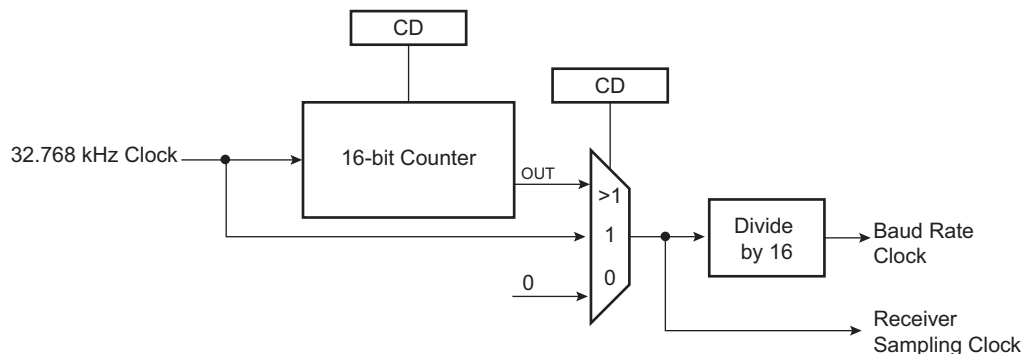 CD
CD
32.768 kHz Clock
16-bit Counter
OUT
>1
1
0
0
Divide
by 16
Baud Rate
Clock
Receiver
Sampling Clock